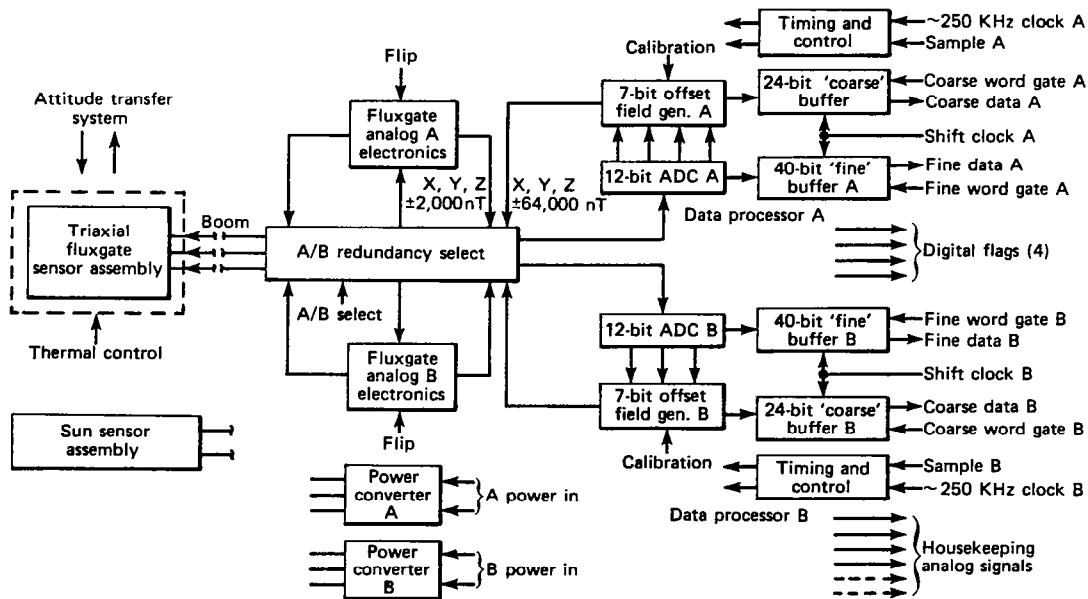 Attitude transfer
system
Triaxial
fluxgate
sensor assembly
Thermal control
Boom
Sun sensor
assembly
Flip
Fluxgate
analog A
electronics
X, Y, Z
±2,000nT
X, Y, Z
±64,000 nT
A/B redundancy select
A/B select
Fluxgate
analog B
electronics
Flip
Power
converter
A
A power in
Power
converter
B
B power in
Calibration
7-bit offset
field gen. A
12-bit ADC A
Data processor A
Timing and
control
~250 KHz clock A
Sample A
24-bit 'coarse'
buffer
Coarse word gate A
Coarse data A
Shift clock A
40-bit 'fine'
buffer A
Fine data A
Fine word gate A
Digital flags (4)
12-bit ADC B
7-bit offset
field gen. B
Calibration
40-bit 'fine'
buffer B
Fine word gate B
Fine data B
Shift clock B
24-bit 'coarse'
buffer B
Coarse data B
Coarse word gate B
Timing and
control
Sample B
~250 KHz clock B
Data processor B
Housekeeping
analog signals